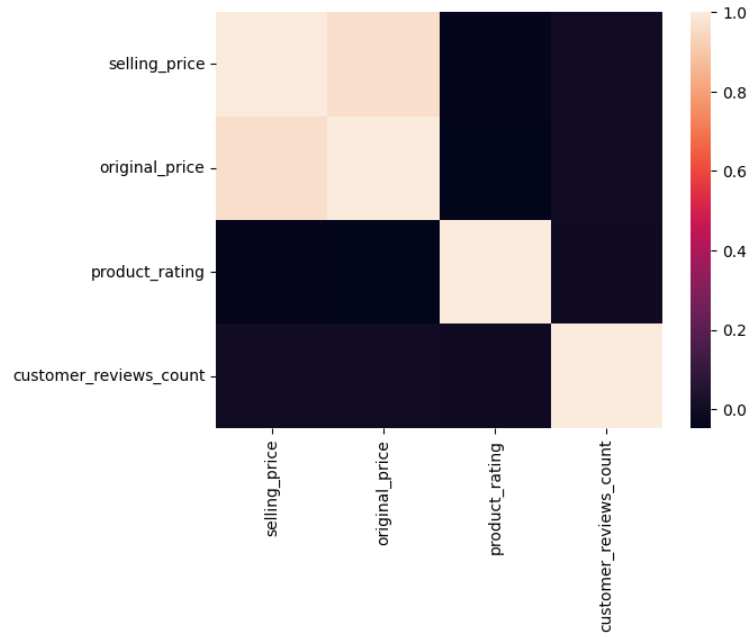 selling_price
original_price
product_rating
customer_reviews_count
selling_price
original_price
product_rating
customer_reviews_count
1.0
0.8
0.6
0.4
0.2
0.0